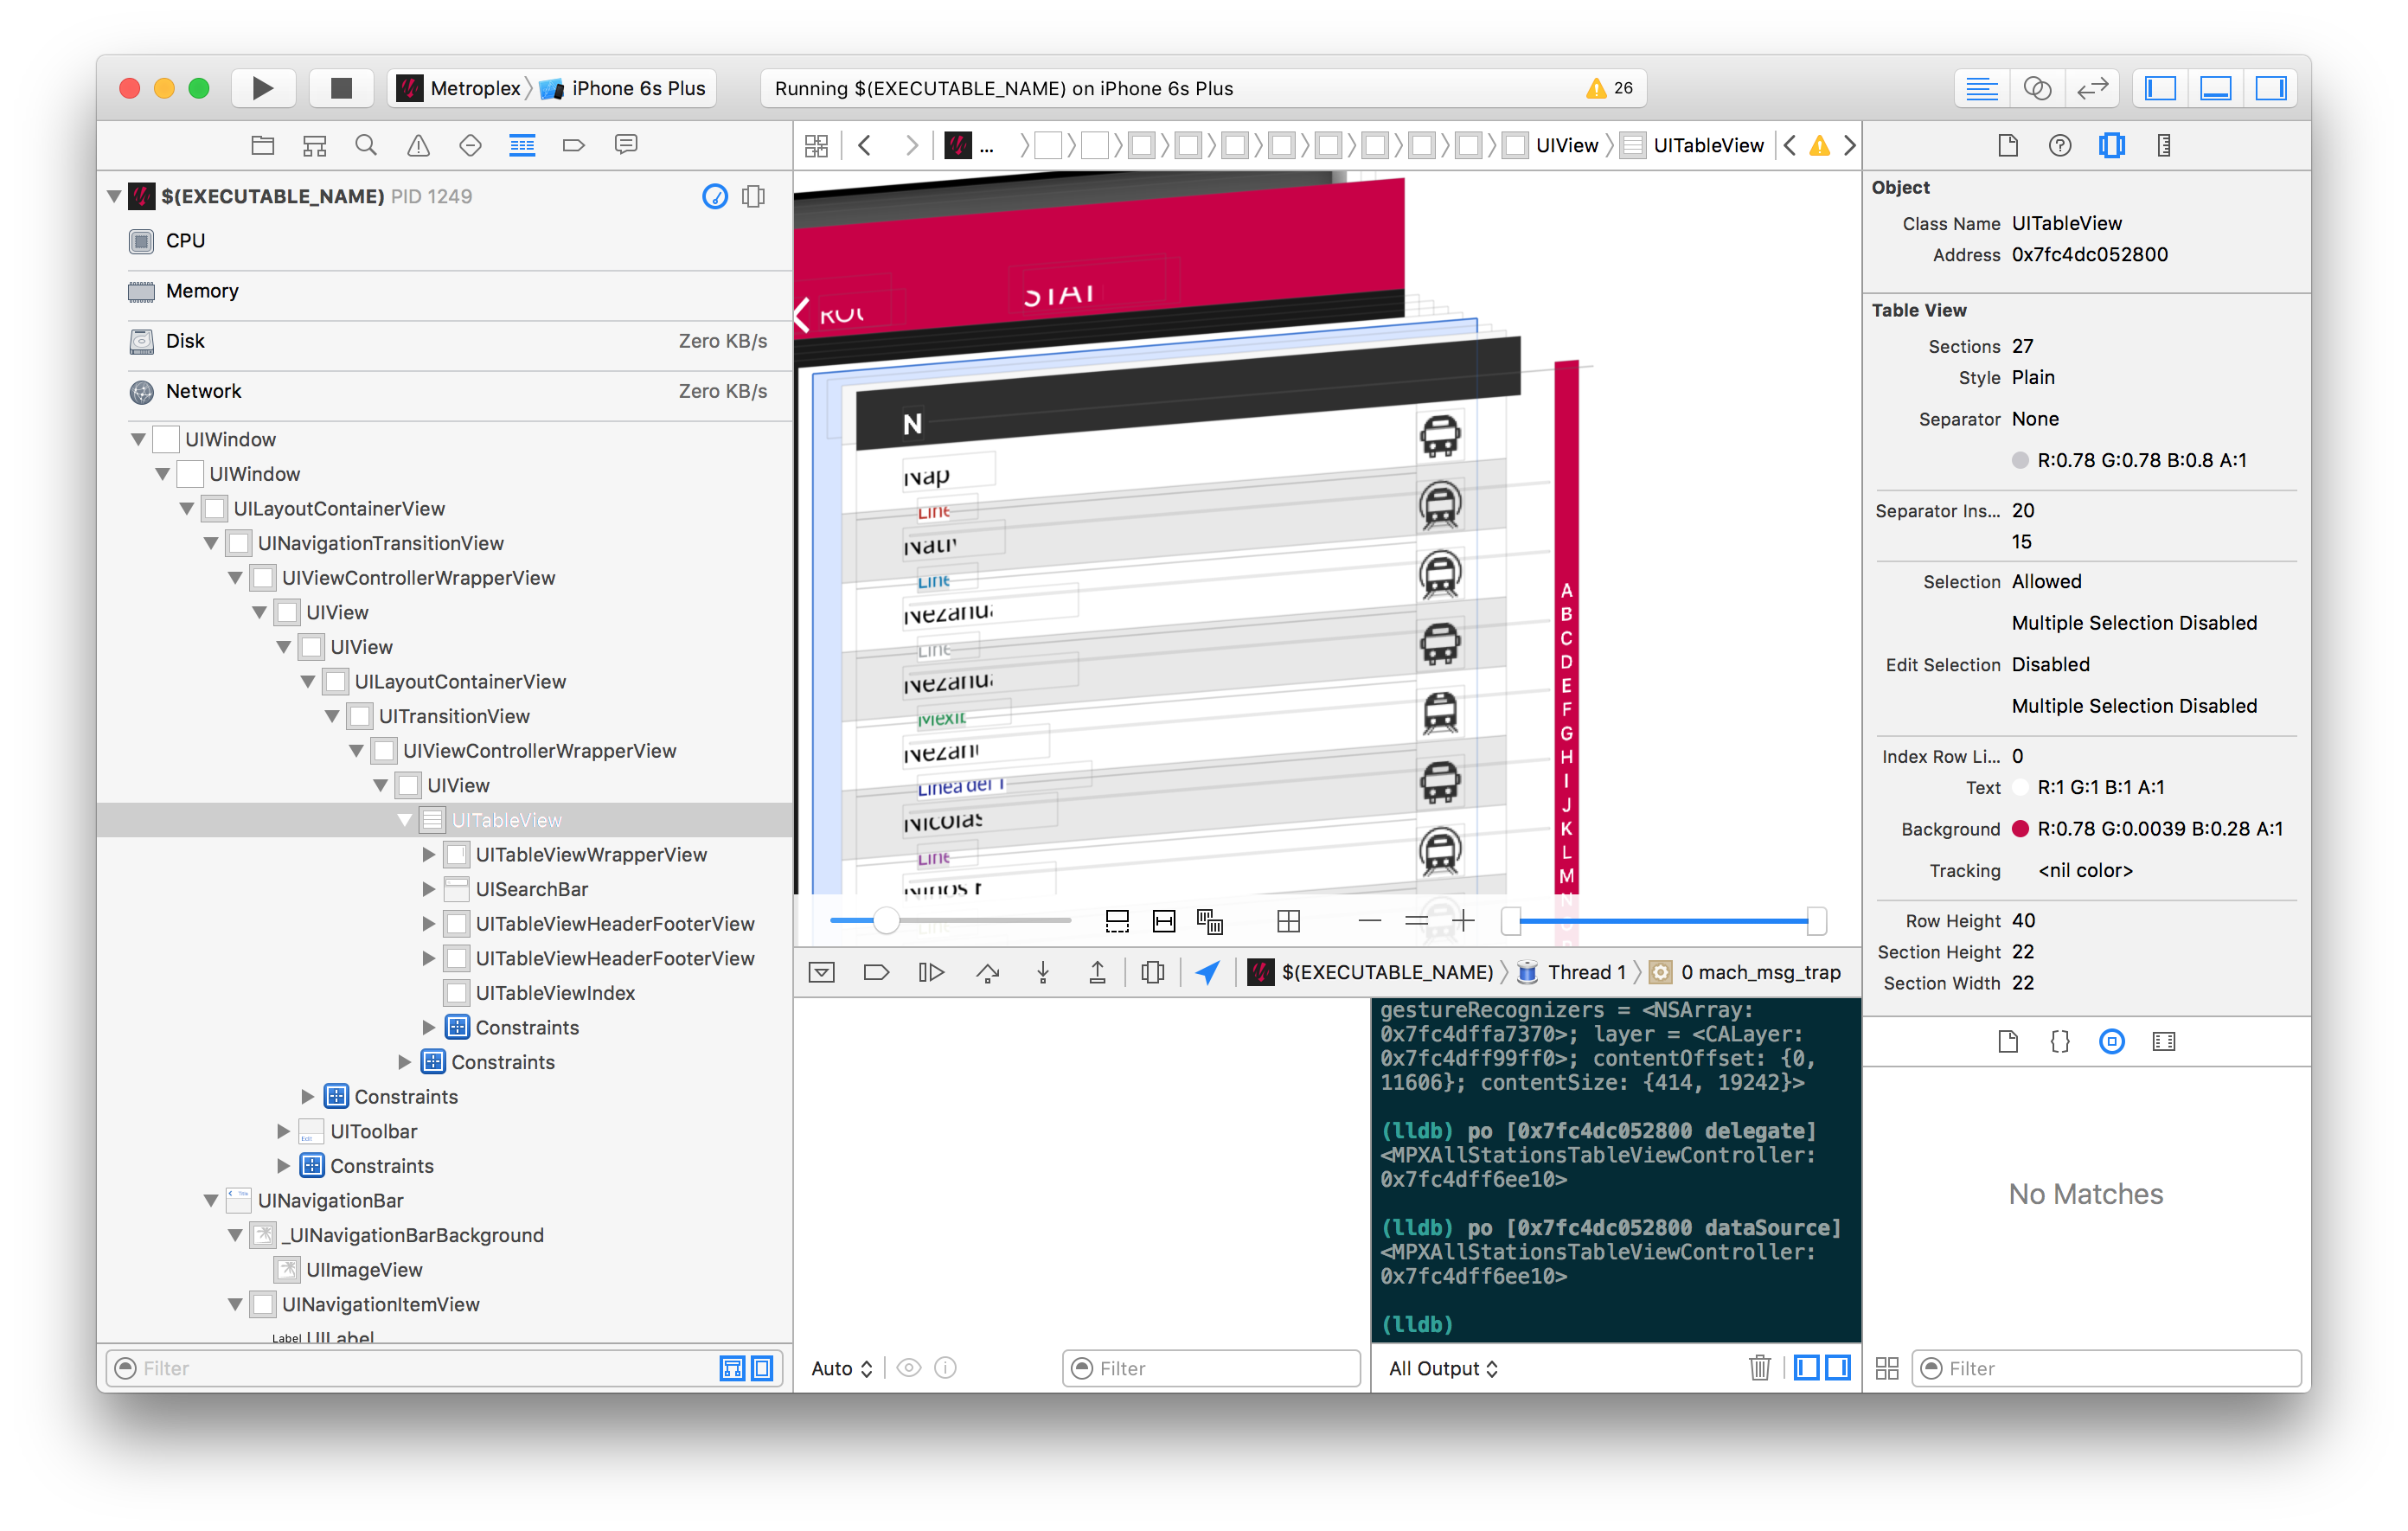 Metroplex
iPhone 6s Plus
Running $(EXECUTABLE_NAME) on iPhone 6s Plus
26
...
UIView
UITableView
$(EXECUTABLE_NAME) PID 1249
CPU
Memory
Disk
Zero KB/s
Network
Zero KB/s
UIWindow
UIWindow
UILayoutContainerView
UINavigationTransitionView
UIViewControllerWrapperView
UIView
UIView
UILayoutContainerView
UITransitionView
UIViewControllerWrapperView
UIView
UITableView
UITableViewWrapperView
UISearchBar
UITableViewHeaderFooterView
UITableViewHeaderFooterView
UITableViewIndex
Constraints
Constraints
Constraints
UIToolbar
Constraints
UINavigationBar
_UINavigationBarBackground
UIImageView
UINavigationItemView
Label UILabel
Filter
N
Nap
Line
Line
Line
Mexic
Linea del
Nicolas
Line
A
B
C
D
E
F
G
H
I
J
K
L
M
N
$(EXECUTABLE_NAME)
Thread 1
0 mach_msg_trap
gestureRecognizers = <NSArray:
0x7fc4dffa7370>; layer = <CALayer:
0x7fc4dff99ff0>; contentOffset: {0,
11606}; contentSize: {414, 19242}>
(lldb) po [0x7fc4dc052800 delegate]
<MPXAllStationsTableViewController:
0x7fc4dff6ee10>
(lldb) po [0x7fc4dc052800 dataSource]
<MPXAllStationsTableViewController:
0x7fc4dff6ee10>
(lldb)
Auto
Filter
All Output
Object
Class Name UITableView
Address 0x7fc4dc052800
Table View
Sections 27
Style Plain
Separator None
R:0.78 G:0.78 B:0.8 A:1
Separator Ins... 20
15
Selection Allowed
Multiple Selection Disabled
Edit Selection Disabled
Multiple Selection Disabled
Index Row Li... 0
Text R:1 G:1 B:1 A:1
Background R:0.78 G:0.0039 B:0.28 A:1
Tracking <nil color>
Row Height 40
Section Height 22
Section Width 22
No Matches
Filter